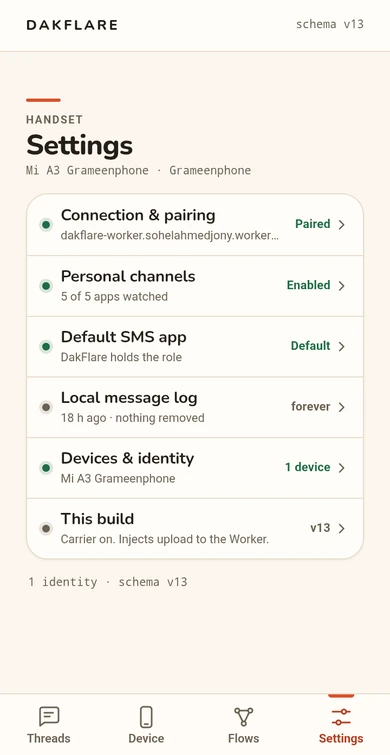 DAKFLARE
schema v13
HANDSET
Settings
Mi A3 Grameenphone · Grameenphone
Connection & pairing
dakflare-worker.sohelahmedjony.worker…
Paired
Personal channels
5 of 5 apps watched
Enabled
Default SMS app
DakFlare holds the role
Default
Local message log
18 h ago · nothing removed
forever
Devices & identity
Mi A3 Grameenphone
1 device
This build
Carrier on. Injects upload to the Worker.
v13
1 identity · schema v13
Threads
Device
Flows
Settings